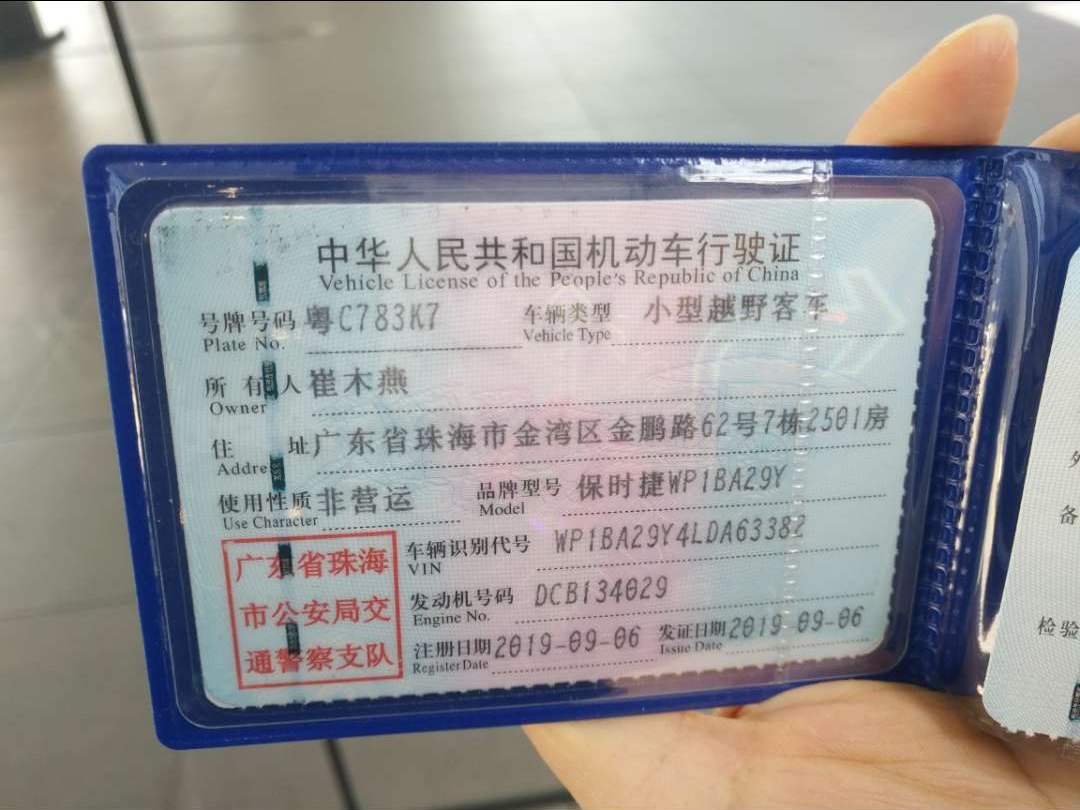 中华人民共和国机动车行驶证
Vehicle License of the People's Republic of China
号牌号码 粤C783K7 车辆类型 小型越野客车
Plate No. Vehicle Type
所有人 崔木燕
Owner
住址 广东省珠海市金湾区金鹏路62号7栋2501房
Address
使用性质 非营运 品牌型号 保时捷WP1BA29Y
Use Character Model
广东省珠海
市公安局交
通警察支队
车辆识别代号 WP1BA29Y4LDA63382
VIN
发动机号码 DCB134029
Engine No.
注册日期 2019-09-06 发证日期 2019-09-06
Register Date Issue Date
备
检验